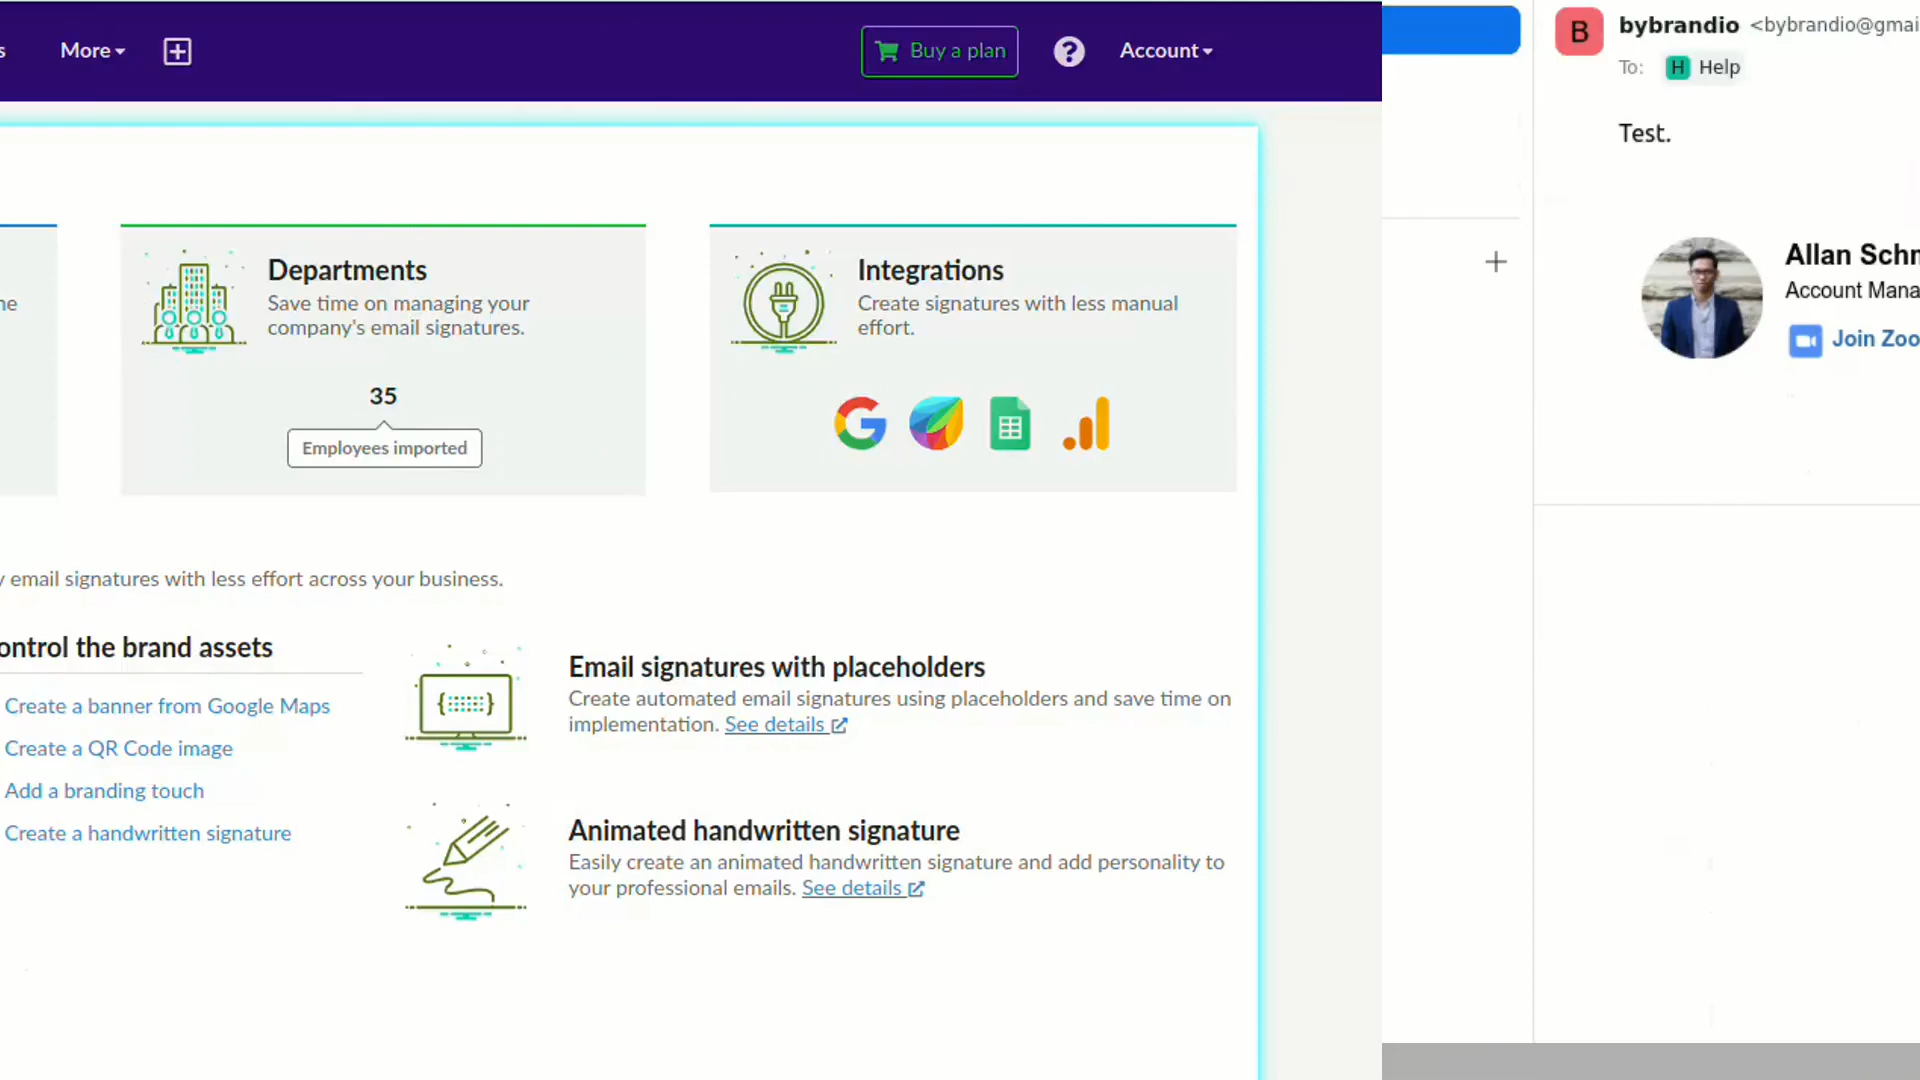 More
Buy a plan
Account
Departments
Save time on managing your
company's email signatures.
35
Employees imported
Integrations
Create signatures with less manual
effort.
email signatures with less effort across your business.
ontrol the brand assets
Create a banner from Google Maps
Create a QR Code image
Add a branding touch
Create a handwritten signature
Email signatures with placeholders
Create automated email signatures using placeholders and save time on
implementation. See details
Animated handwritten signature
Easily create an animated handwritten signature and add personality to
your professional emails. See details
B
bybrandio <bybrandio@gmai
To: H Help
Test.
Allan Schm
Account Mana
Join Zoo